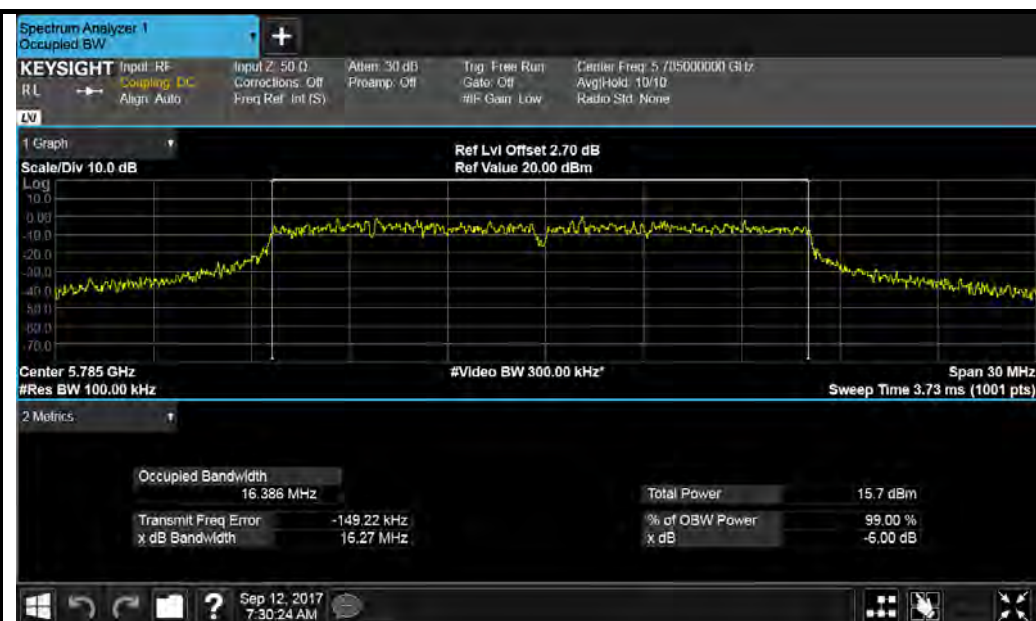 Spectrum Analyzer 1
Occupied BW
+
KEYSIGHT Input: RF Input Z: 50 Ω Atten: 30 dB Trig: Free Run Center Freq: 5.785000000 GHz
RL Coupling: DC Corrections: Off Preamp: Off Gate: Off Avg|Hold: 10/10
Align: Auto Freq Ref: Int (S) #IF Gain: Low Radio Std: None
LXI
1 Graph
Ref Lvl Offset 2.70 dB
Scale/Div 10.0 dB Ref Value 20.00 dBm
Log
10.0
0.00
-10.0
-20.0
-30.0
-40.0
-50.0
-60.0
-70.0
Center 5.785 GHz #Video BW 300.00 kHz* Span 30 MHz
#Res BW 100.00 kHz Sweep Time 3.73 ms (1001 pts)
2 Metrics
Occupied Bandwidth
16.386 MHz Total Power 15.7 dBm
Transmit Freq Error -149.22 kHz % of OBW Power 99.00 %
x dB Bandwidth 16.27 MHz x dB -6.00 dB
? Sep 12, 2017
7:30:24 AM